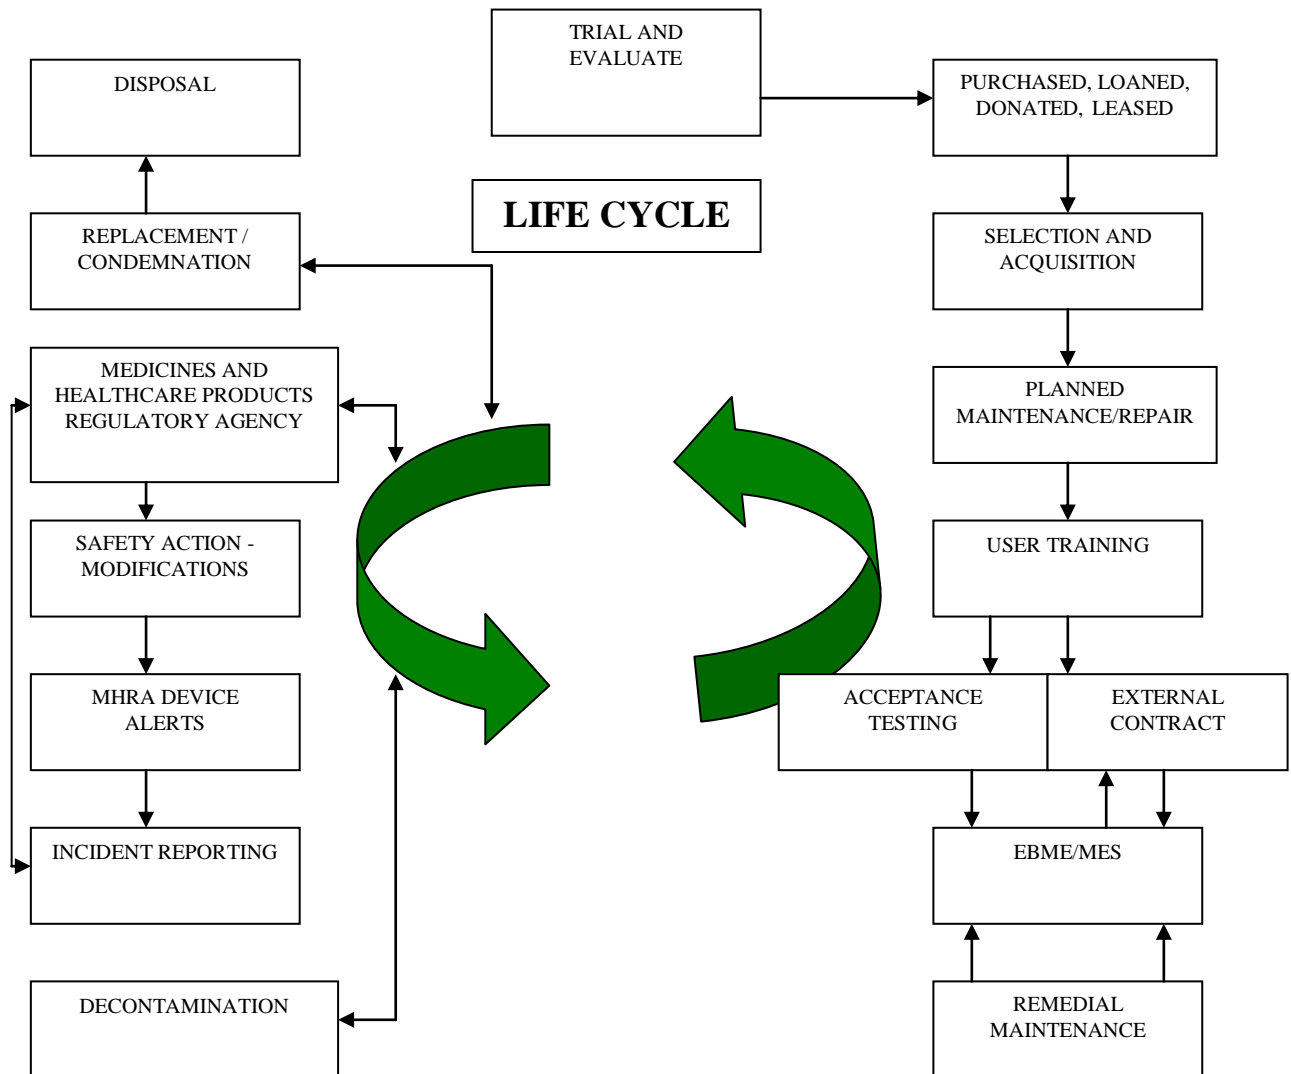 TRIAL AND
EVALUATE
DISPOSAL
PURCHASED, LOANED,
DONATED, LEASED
LIFE CYCLE
REPLACEMENT /
CONDEMNATION
SELECTION AND
ACQUISITION
MEDICINES AND
HEALTHCARE PRODUCTS
REGULATORY AGENCY
PLANNED
MAINTENANCE/REPAIR
SAFETY ACTION -
MODIFICATIONS
USER TRAINING
MHRA DEVICE
ALERTS
ACCEPTANCE
TESTING
EXTERNAL
CONTRACT
INCIDENT REPORTING
EBME/MES
DECONTAMINATION
REMEDIAL
MAINTENANCE